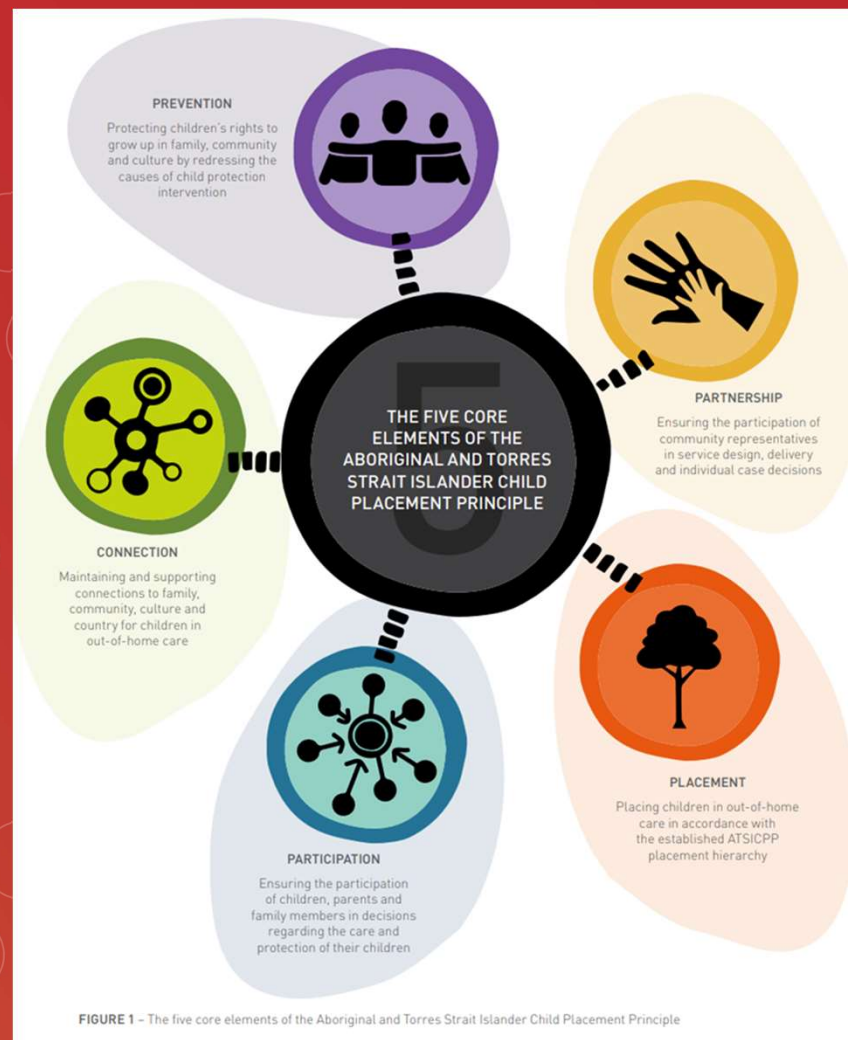 PREVENTION
Protecting children's rights to
grow up in family, community
and culture by redressing the
causes of child protection
intervention
PARTNERSHIP
Ensuring the participation of
community representatives
in service design, delivery
and individual case decisions
5
THE FIVE CORE
ELEMENTS OF THE
ABORIGINAL AND TORRES
STRAIT ISLANDER CHILD
PLACEMENT PRINCIPLE
CONNECTION
Maintaining and supporting
connections to family,
community, culture and
country for children in
out-of-home care
PLACEMENT
Placing children in out-of-home
care in accordance with
the established ATSICPP
placement hierarchy
PARTICIPATION
Ensuring the participation
of children, parents and
family members in decisions
regarding the care and
protection of their children
FIGURE 1 – The five core elements of the Aboriginal and Torres Strait Islander Child Placement Principle